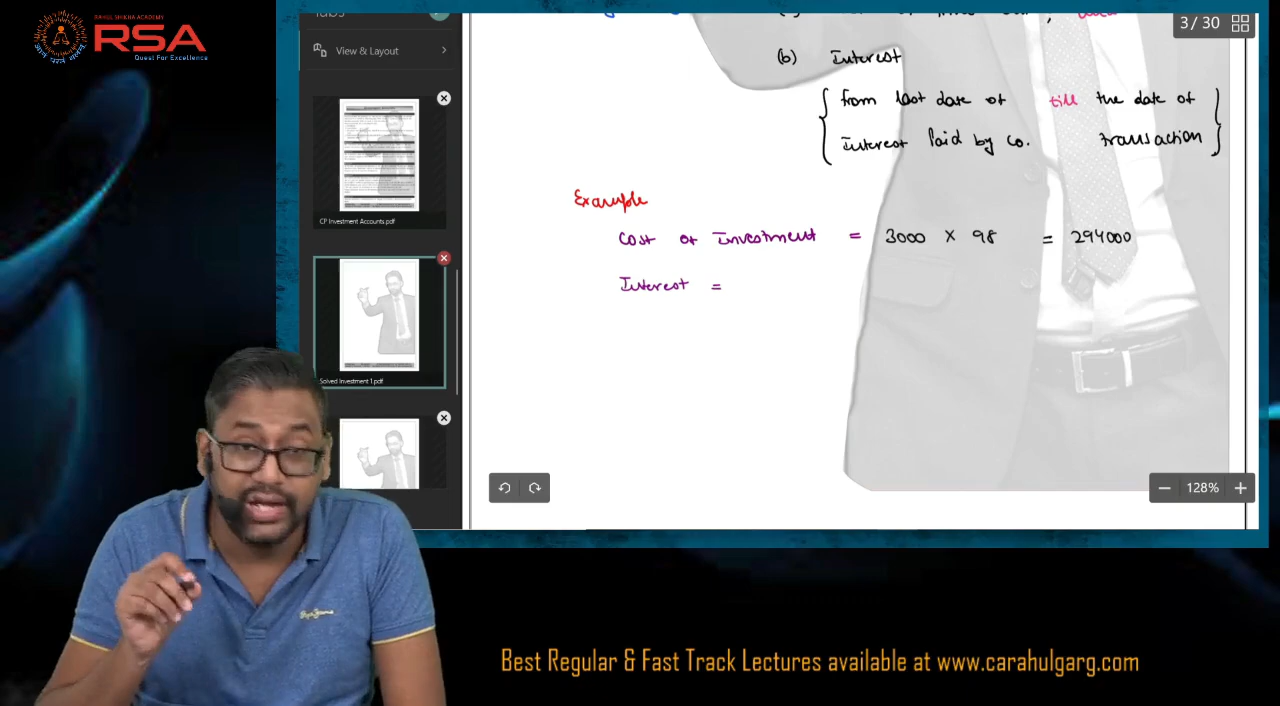 RAHUL SHIKHA ACADEMY
RSA
Quest For Excellence
View & Layout
CP Investment Accounts.pdf
Solved Investment 1.pdf
3 / 30
(b) Interest
from last date of till the date of
Interest paid by Co. transaction
Example
Cost of Investment = 3000 × 98 = 294000
Interest =
128%
Best Regular & Fast Track Lectures available at www.carahulgarg.com